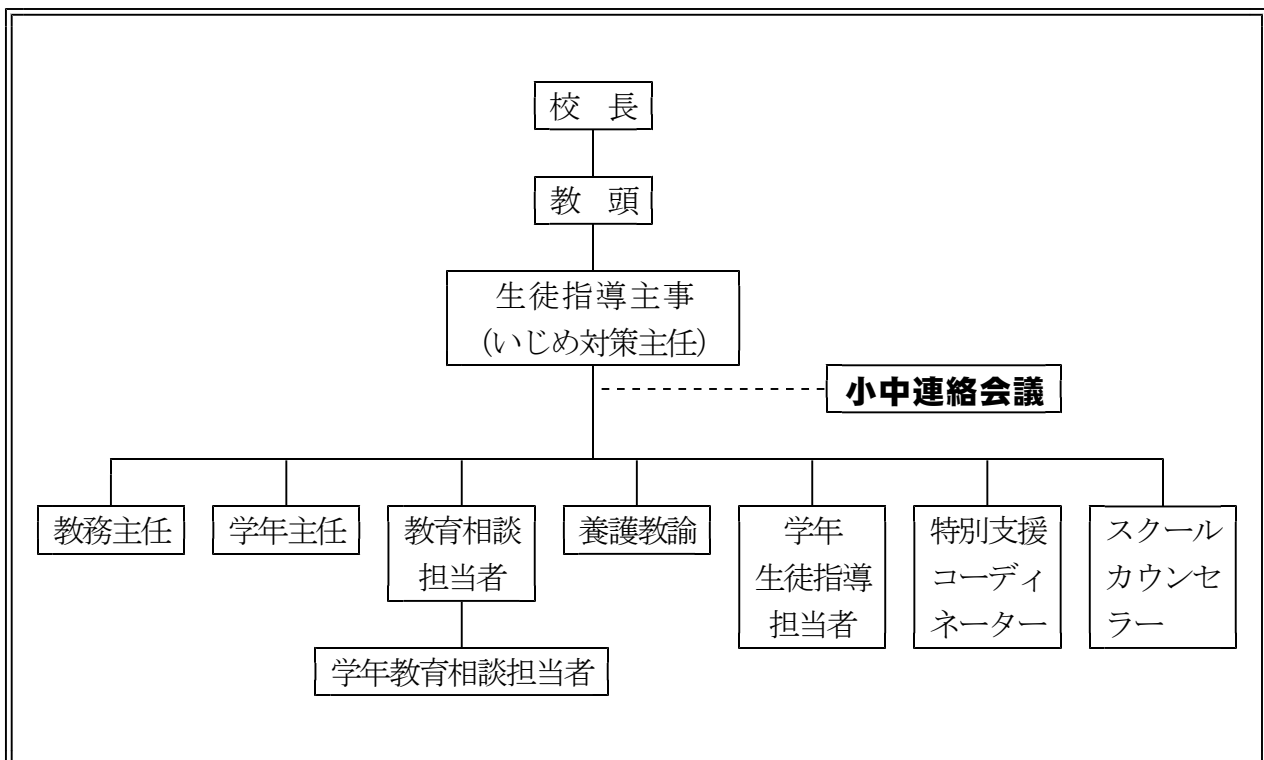 校　長
教　頭
生徒指導主事
(いじめ対策主任)
小中連絡会議
教務主任
学年主任
教育相談
担当者
養護教諭
学年
生徒指導
担当者
特別支援
コーディ
ネーター
スクール
カウンセ
ラー
学年教育相談担当者